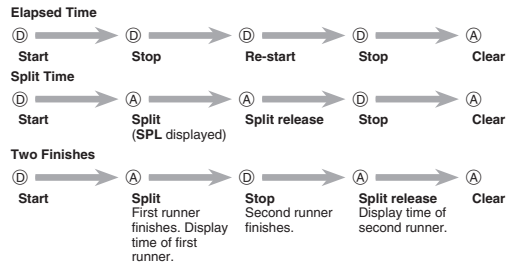 Elapsed Time
Ⓓ Ⓓ Ⓓ Ⓓ Ⓐ
Start Stop Re-start Stop Clear
Split Time
Ⓓ Ⓐ Ⓐ Ⓓ Ⓐ
Start Split Split release Stop Clear
(SPL displayed)
Two Finishes
Ⓓ Ⓐ Ⓓ Ⓐ Ⓐ
Start Split Stop Split release Clear
First runner Second runner Display time of
finishes. Display finishes. second runner.
time of first
runner.